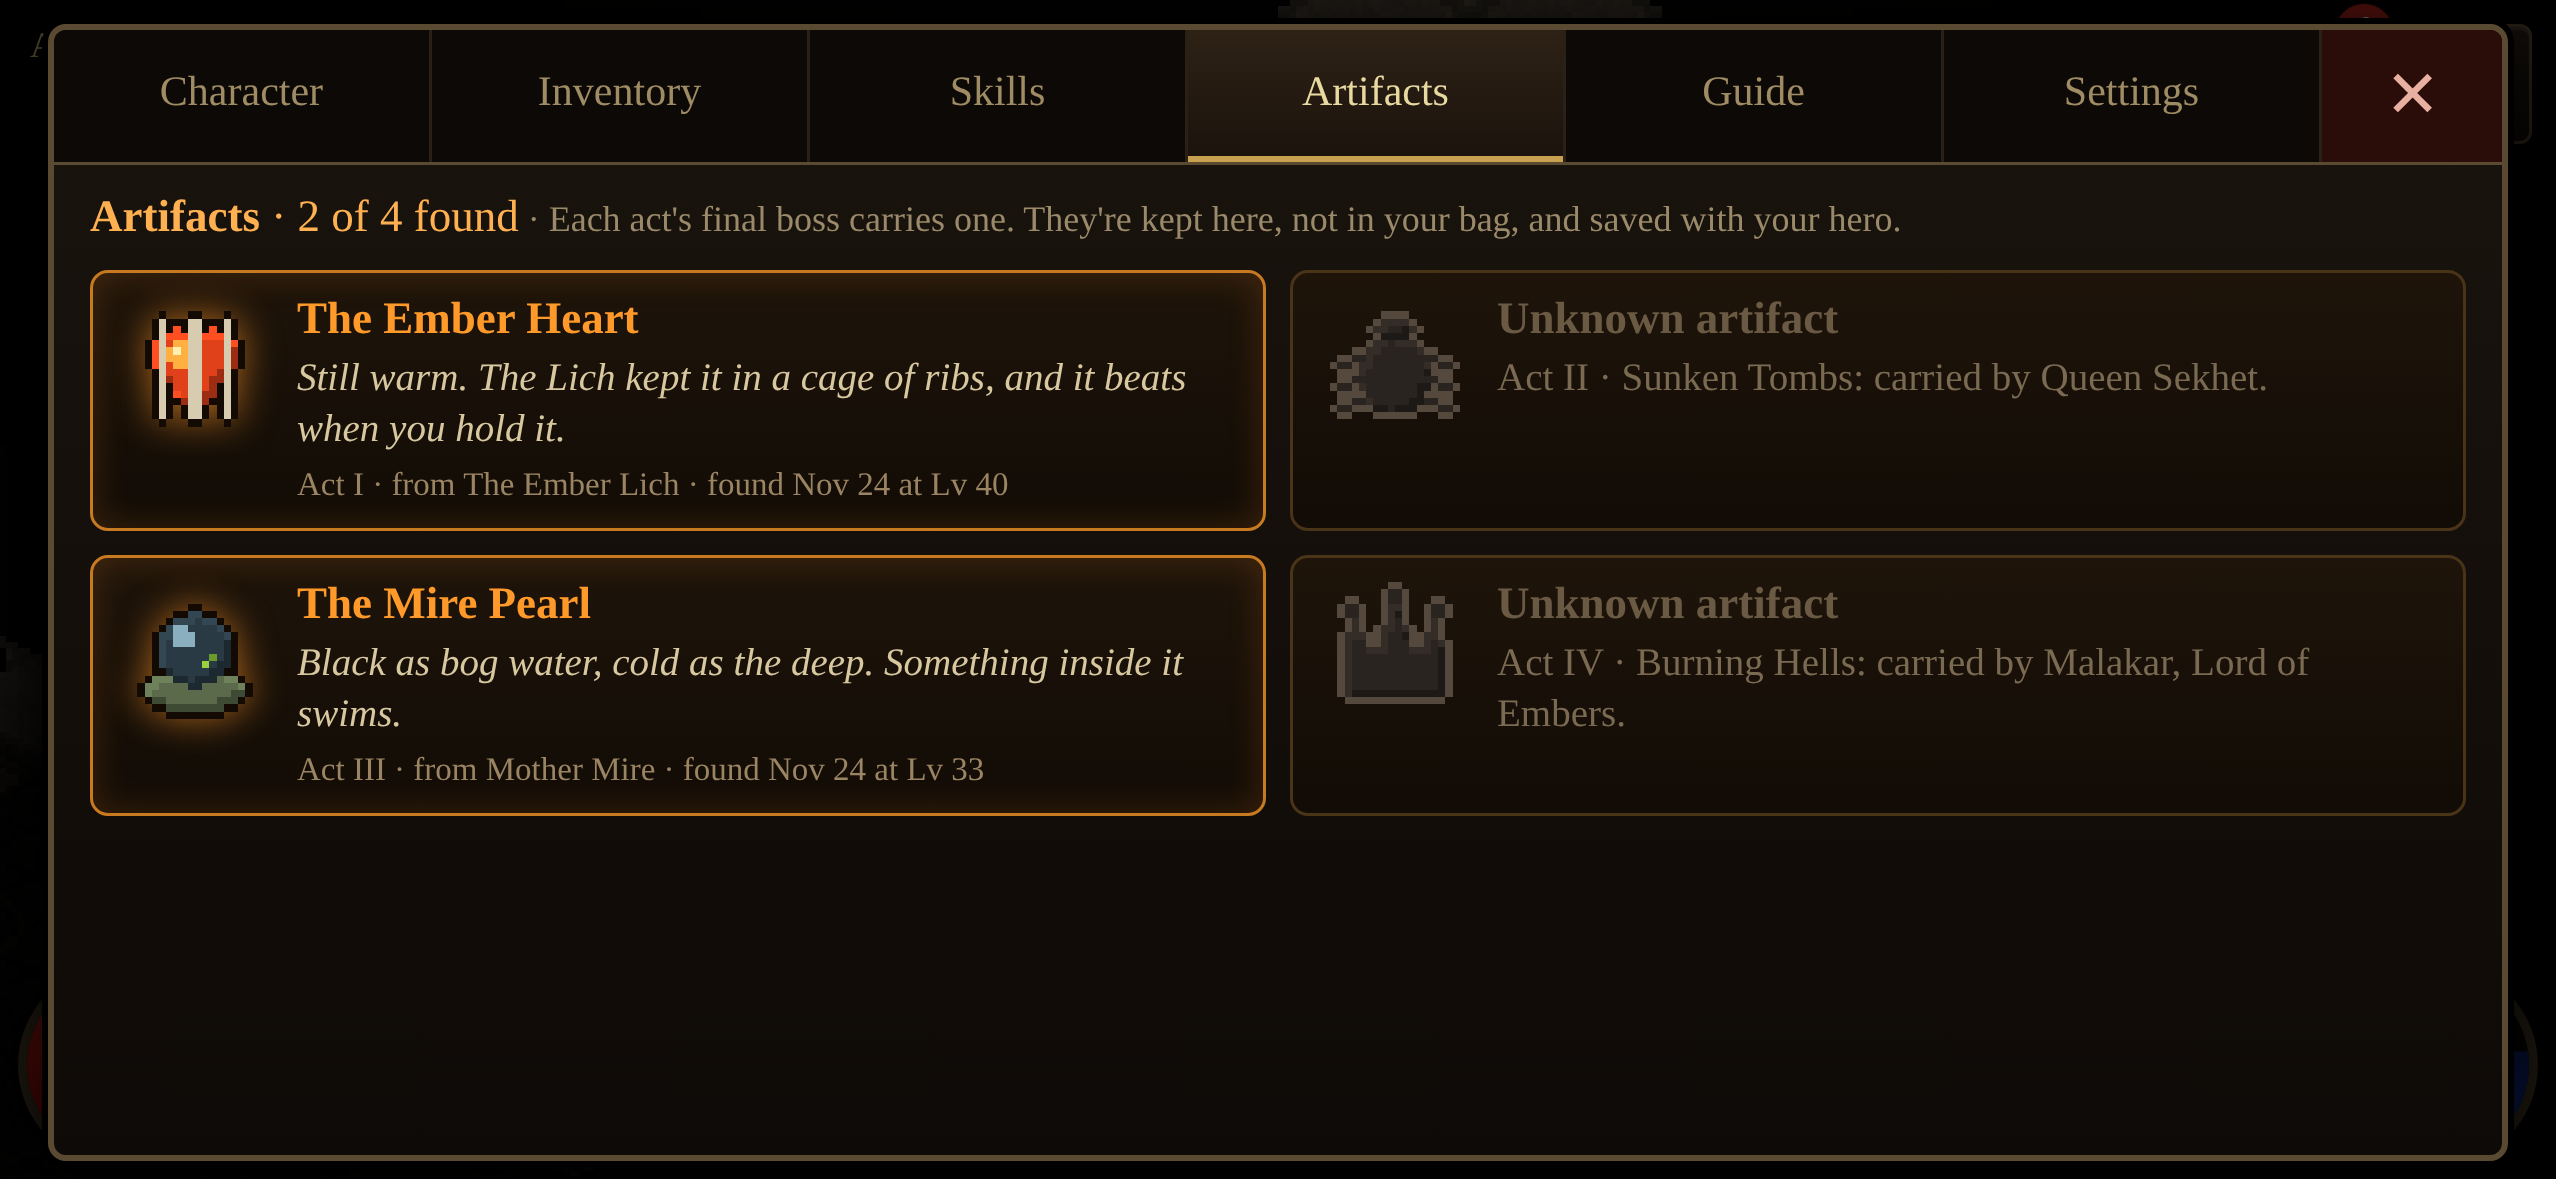 Character
Inventory
Skills
Artifacts
Guide
Settings
✕
Artifacts · 2 of 4 found · Each act's final boss carries one. They're kept here, not in your bag, and saved with your hero.
The Ember Heart
Still warm. The Lich kept it in a cage of ribs, and it beats
when you hold it.
Act I · from The Ember Lich · found Nov 24 at Lv 40
Unknown artifact
Act II · Sunken Tombs: carried by Queen Sekhet.
The Mire Pearl
Black as bog water, cold as the deep. Something inside it
swims.
Act III · from Mother Mire · found Nov 24 at Lv 33
Unknown artifact
Act IV · Burning Hells: carried by Malakar, Lord of
Embers.